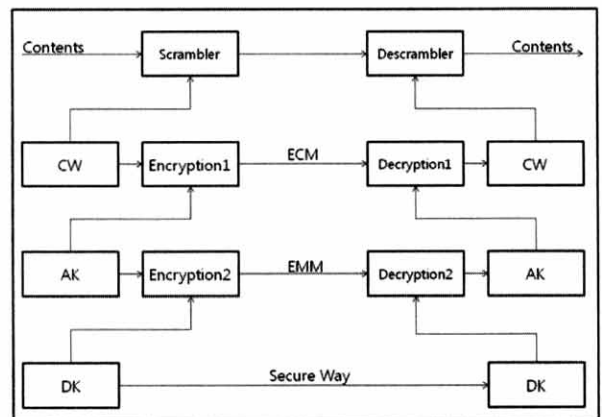 Contents Scrambler Descrambler Contents
CW Encryption1 ECM Decryption1 CW
AK Encryption2 EMM Decryption2 AK
DK Secure Way DK